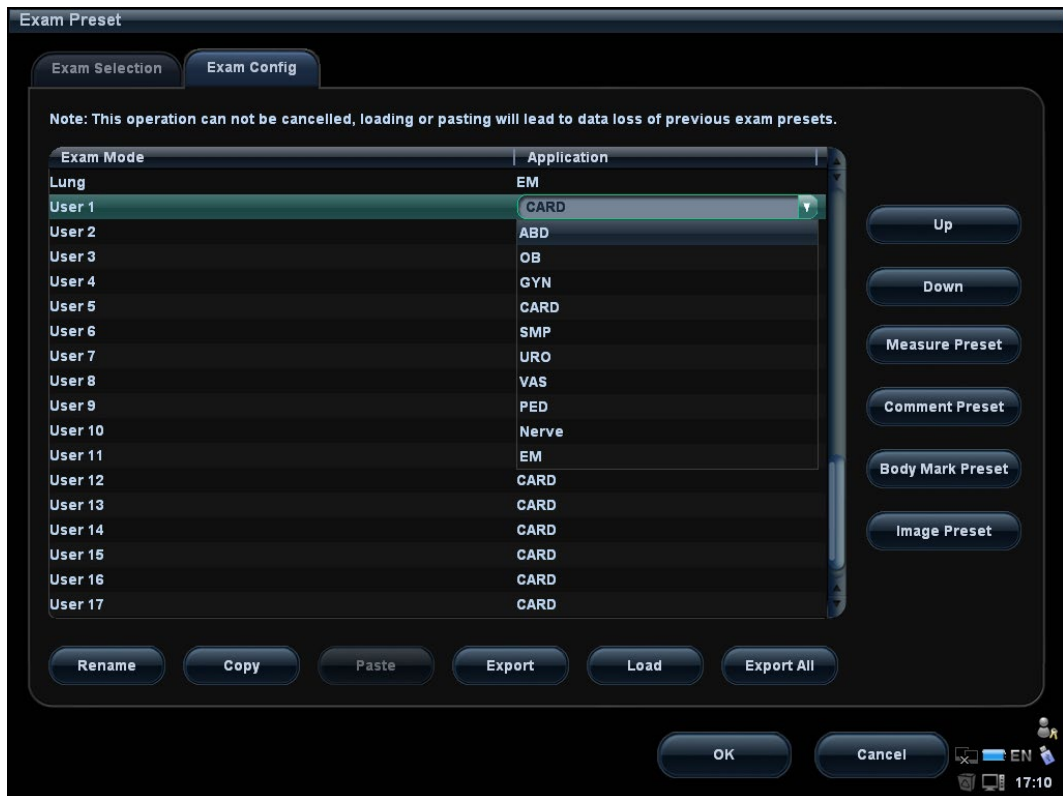 Exam Preset
Exam Selection Exam Config
Note: This operation can not be cancelled, loading or pasting will lead to data loss of previous exam presets.
Exam Mode Application
Lung EM
User 1 CARD
User 2 ABD
User 3 OB
User 4 GYN
User 5 CARD
User 6 SMP
User 7 URO
User 8 VAS
User 9 PED
User 10 Nerve
User 11 EM
User 12 CARD
User 13 CARD
User 14 CARD
User 15 CARD
User 16 CARD
User 17 CARD
Up
Down
Measure Preset
Comment Preset
Body Mark Preset
Image Preset
Rename Copy Paste Export Load Export All
OK Cancel
EN
17:10